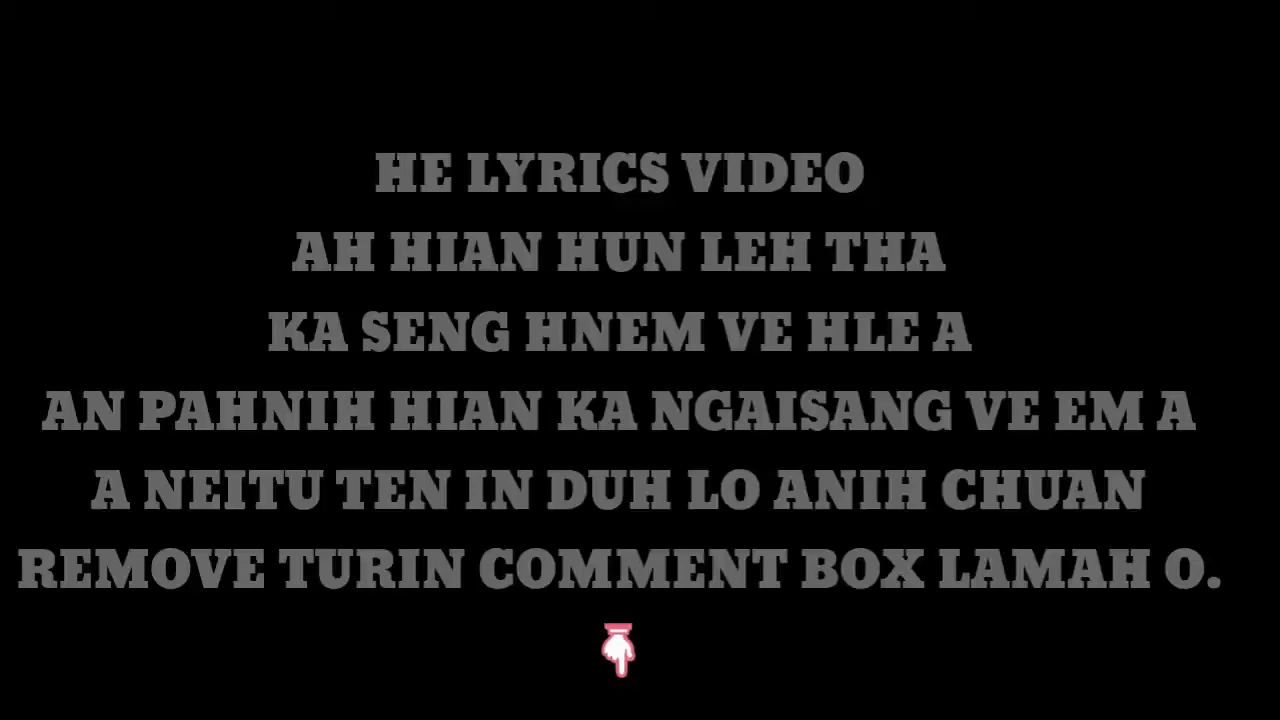 HE LYRICS VIDEO
AH HIAN HUN LEH THA
KA SENG HNEM VE HLE A
AN PAHNIH HIAN KA NGAISANG VE EM A
A NEITU TEN IN DUH LO ANIH CHUAN
REMOVE TURIN COMMENT BOX LAMAH O.